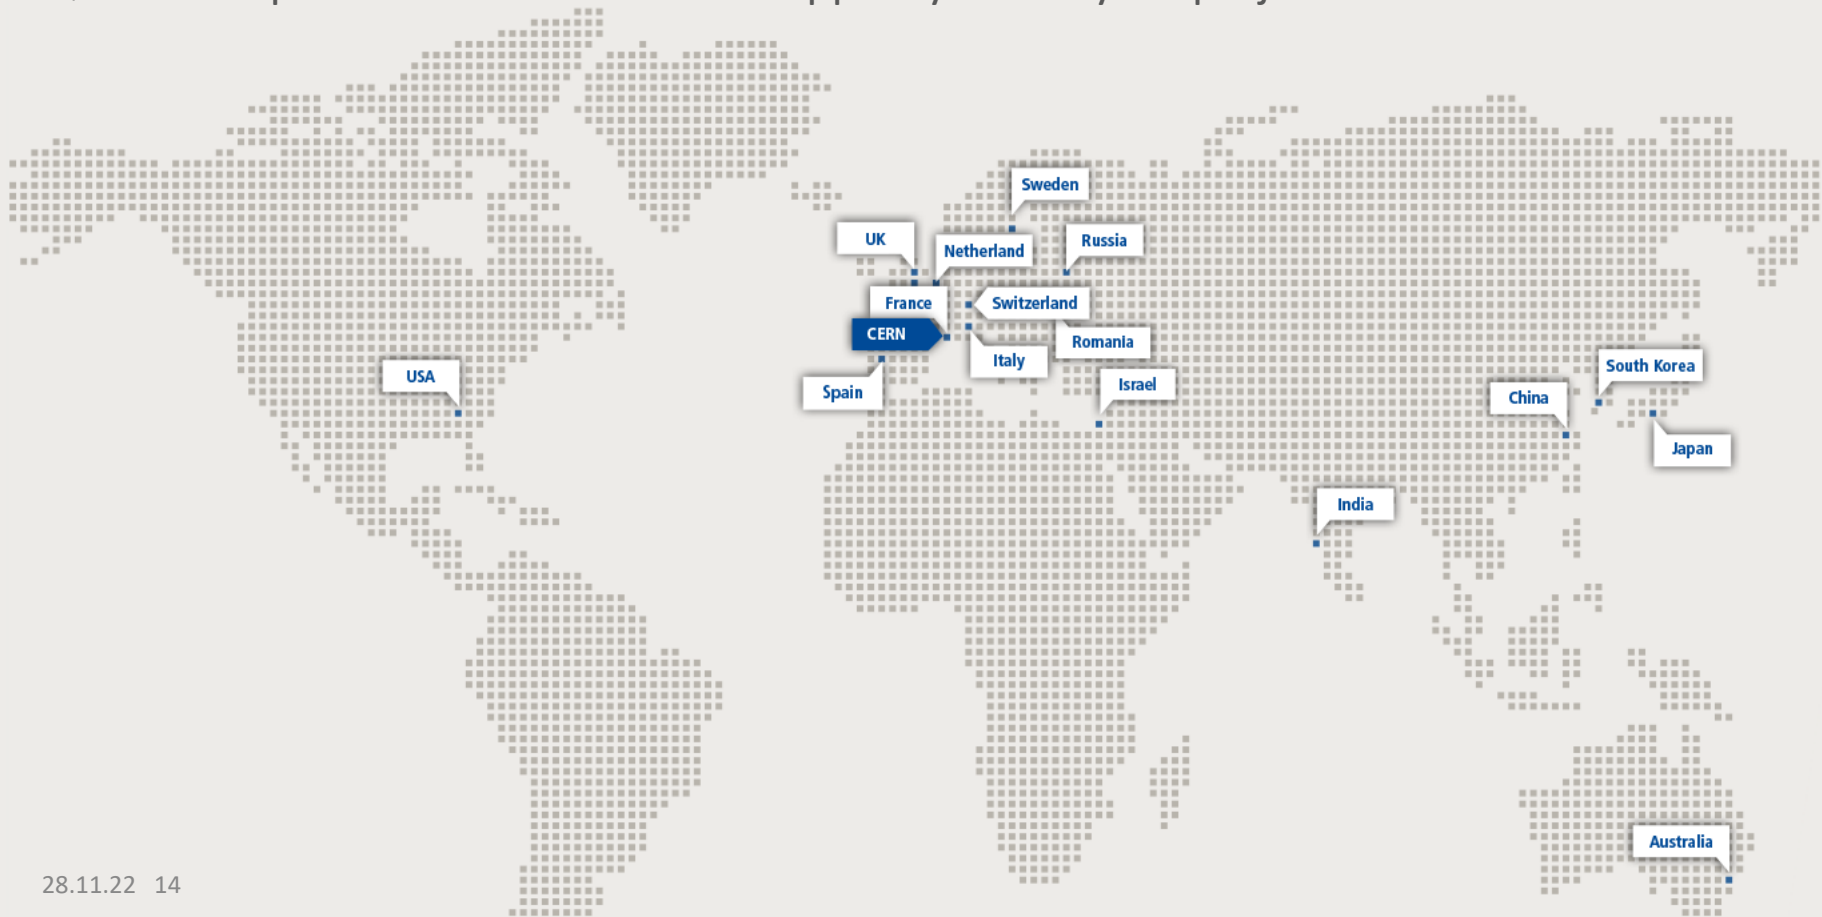 Sweden
UK
Netherland
Russia
France
Switzerland
CERN
Romania
Italy
USA
Spain
Israel
South Korea
China
Japan
India
Australia
28.11.22 14